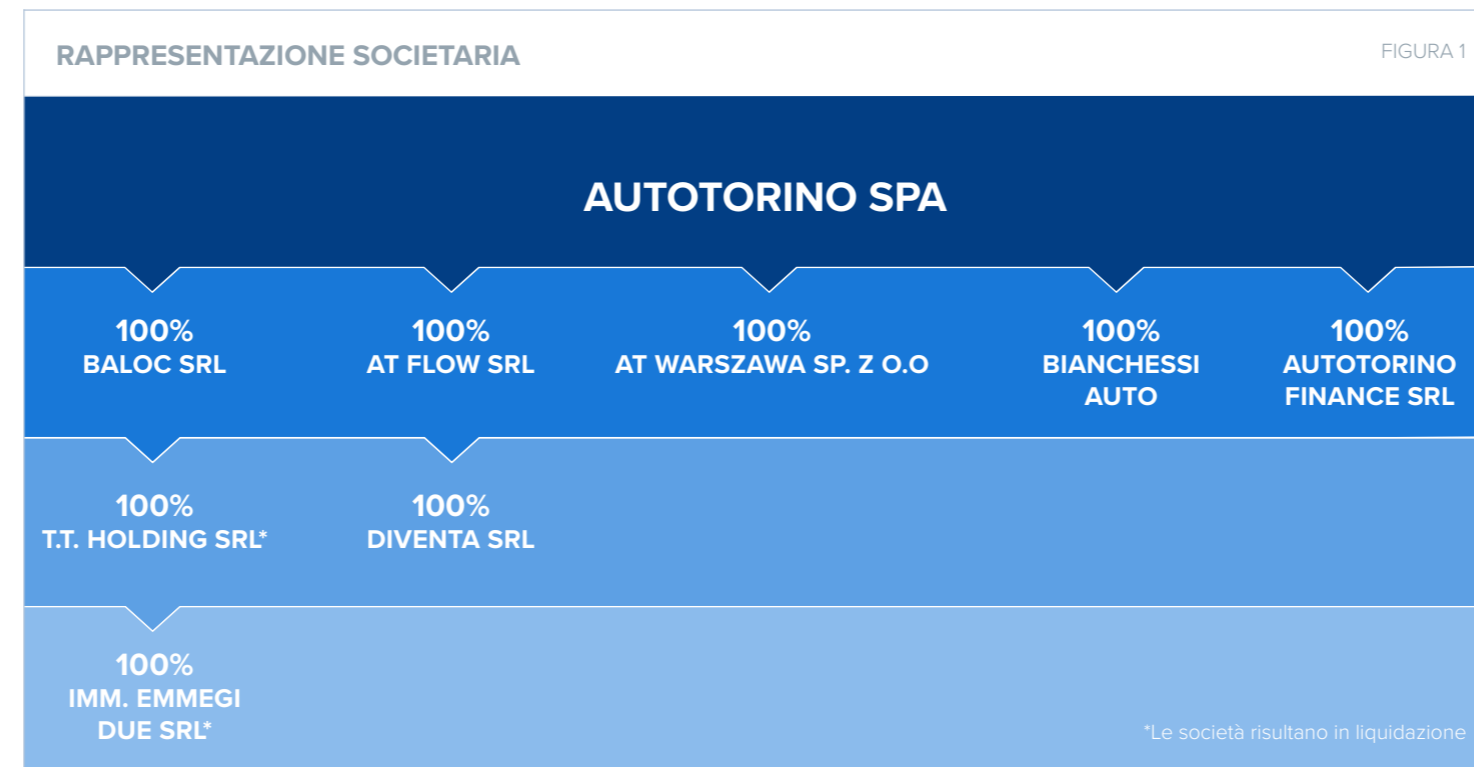 RAPPRESENTAZIONE SOCIETARIA
FIGURA 1
AUTOTORINO SPA
100%
BALOC SRL
100%
AT FLOW SRL
100%
AT WARSZAWA SP. Z O.O
100%
BIANCHESSI
AUTO
100%
AUTOTORINO
FINANCE SRL
100%
T.T. HOLDING SRL*
100%
DIVENTA SRL
100%
IMM. EMMEGI
DUE SRL*
*Le società risultano in liquidazione